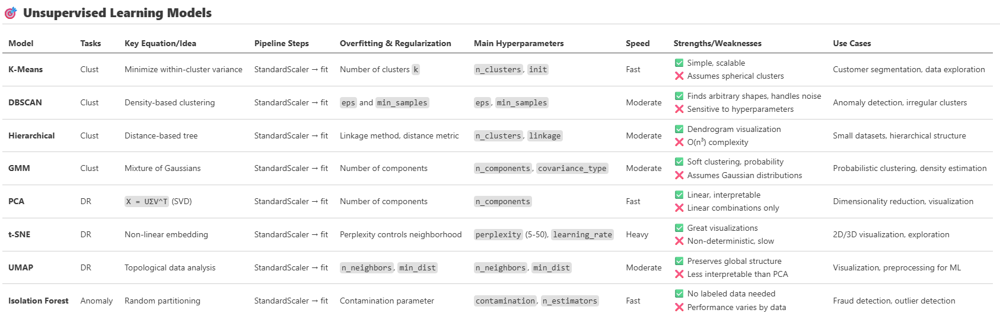 🎯 Unsupervised Learning Models
Model Tasks Key Equation/Idea Pipeline Steps Overfitting & Regularization Main Hyperparameters Speed Strengths/Weaknesses Use Cases
K-Means Clust Minimize within-cluster variance StandardScaler → fit Number of clusters k n_clusters, init Fast ✅ Simple, scalable
❌ Assumes spherical clusters Customer segmentation, data exploration
DBSCAN Clust Density-based clustering StandardScaler → fit eps and min_samples eps, min_samples Moderate ✅ Finds arbitrary shapes, handles noise
❌ Sensitive to hyperparameters Anomaly detection, irregular clusters
Hierarchical Clust Distance-based tree StandardScaler → fit Linkage method, distance metric n_clusters, linkage Moderate ✅ Dendrogram visualization
❌ O(n³) complexity Small datasets, hierarchical structure
GMM Clust Mixture of Gaussians StandardScaler → fit Number of components n_components, covariance_type Moderate ✅ Soft clustering, probability
❌ Assumes Gaussian distributions Probabilistic clustering, density estimation
PCA DR X = UΣV^T (SVD) StandardScaler → fit Number of components n_components Fast ✅ Linear, interpretable
❌ Linear combinations only Dimensionality reduction, visualization
t-SNE DR Non-linear embedding StandardScaler → fit Perplexity controls neighborhood perplexity (5-50), learning_rate Heavy ✅ Great visualizations
❌ Non-deterministic, slow 2D/3D visualization, exploration
UMAP DR Topological data analysis StandardScaler → fit n_neighbors, min_dist n_neighbors, min_dist Moderate ✅ Preserves global structure
❌ Less interpretable than PCA Visualization, preprocessing for ML
Isolation Forest Anomaly Random partitioning StandardScaler → fit Contamination parameter contamination, n_estimators Fast ✅ No labeled data needed
❌ Performance varies by data Fraud detection, outlier detection